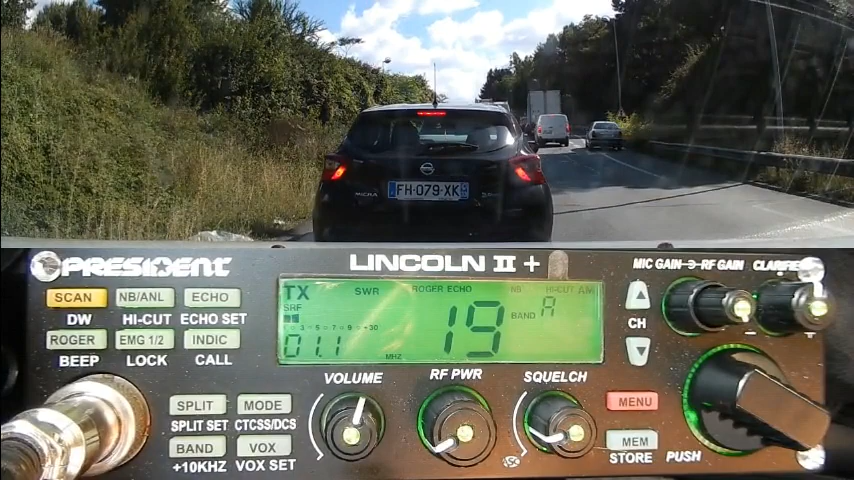 MICRA
FH-079-XK
PRESIDENT
LINCOLN II +
SCAN
DW
NB/ANL
HI-CUT
ECHO
ECHO SET
ROGER
BEEP
EMG 1/2
LOCK
INDIC
CALL
SPLIT
SPLIT SET
MODE
CTCSS/DCS
BAND
+10KHZ
VOX
VOX SET
TX
SWR
ROGER ECHO
NB
HI-CUT AM
SRF
3 5 7 9 +30
01.1
MHZ
19
BAND A
VOLUME
RF PWR
SQUELCH
ASC
MIC GAIN
RF GAIN
CH
MENU
MEM
STORE
PUSH
- +